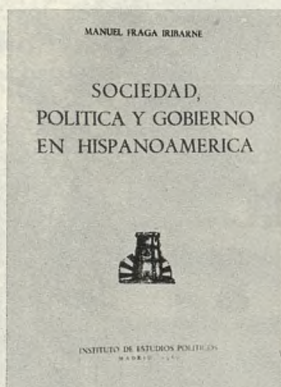 MANUEL FRAGA IRIBARNE
SOCIEDAD,
POLITICA Y GOBIERNO
EN HISPANOAMERICA
INSTITUTO DE ESTUDIOS POLITICOS
MADRID